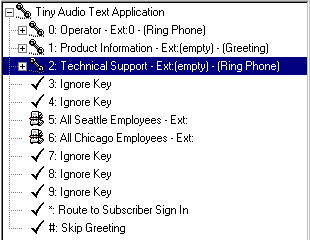 Tiny Audio Text Application
0: Operator - Ext:0 - (Ring Phone)
1: Product Information - Ext:(empty) - (Greeting)
2: Technical Support - Ext:(empty) - (Ring Phone)
3: Ignore Key
4: Ignore Key
5: All Seattle Employees - Ext:
6: All Chicago Employees - Ext:
7: Ignore Key
8: Ignore Key
9: Ignore Key
*: Route to Subscriber Sign In
#: Skip Greeting